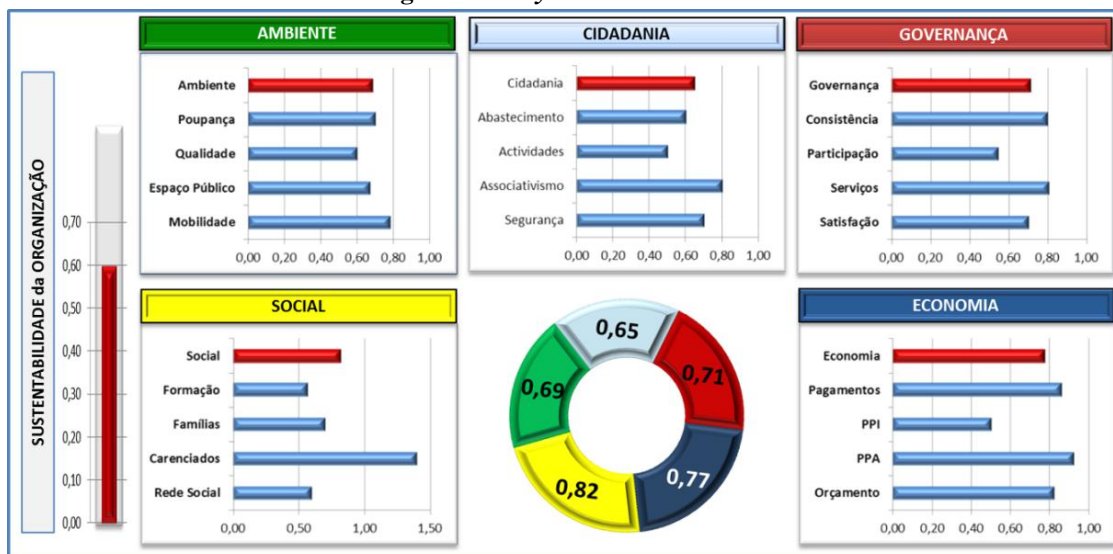 SUSTENTABILIDADE da ORGANIZAÇÃO
0,70
0,60
0,50
0,40
0,30
0,20
0,10
0,00
AMBIENTE
Ambiente
Poupança
Qualidade
Espaço Público
Mobilidade
0,00 0,20 0,40 0,60 0,80 1,00
CIDADANIA
Cidadania
Abastecimento
Actividades
Associativismo
Segurança
0,00 0,20 0,40 0,60 0,80 1,00
GOVERNANÇA
Governança
Consistência
Participação
Serviços
Satisfação
0,00 0,20 0,40 0,60 0,80 1,00
SOCIAL
Social
Formação
Famílias
Carenciados
Rede Social
0,00 0,50 1,00 1,50
0,65
0,71
0,69
0,77
0,82
ECONOMIA
Economia
Pagamentos
PPI
PPA
Orçamento
0,00 0,20 0,40 0,60 0,80 1,00